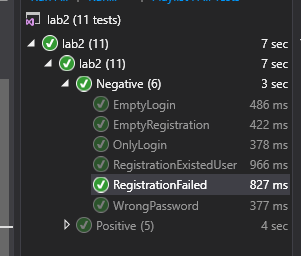 lab2 (11 tests)
lab2 (11) 7 sec
lab2 (11) 7 sec
Negative (6) 3 sec
EmptyLogin 486 ms
EmptyRegistration 422 ms
OnlyLogin 378 ms
RegistrationExistedUser 966 ms
RegistrationFailed 827 ms
WrongPassword 377 ms
Positive (5) 4 sec